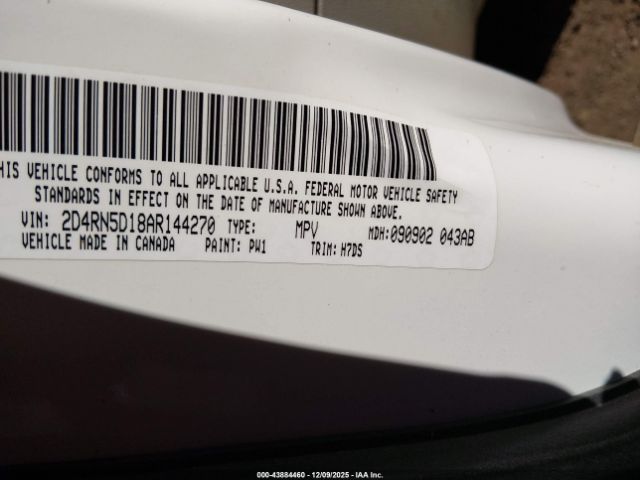 THIS VEHICLE CONFORMS TO ALL APPLICABLE U.S.A. FEDERAL MOTOR VEHICLE SAFETY
STANDARDS IN EFFECT ON THE DATE OF MANUFACTURE SHOWN ABOVE.
VIN: 2D4RN5D18AR144270 TYPE: MPV MDH:090902 043AB
VEHICLE MADE IN CANADA PAINT: PW1 TRIM: H7DS
000-43884460 - 12/09/2025 - IAA Inc.